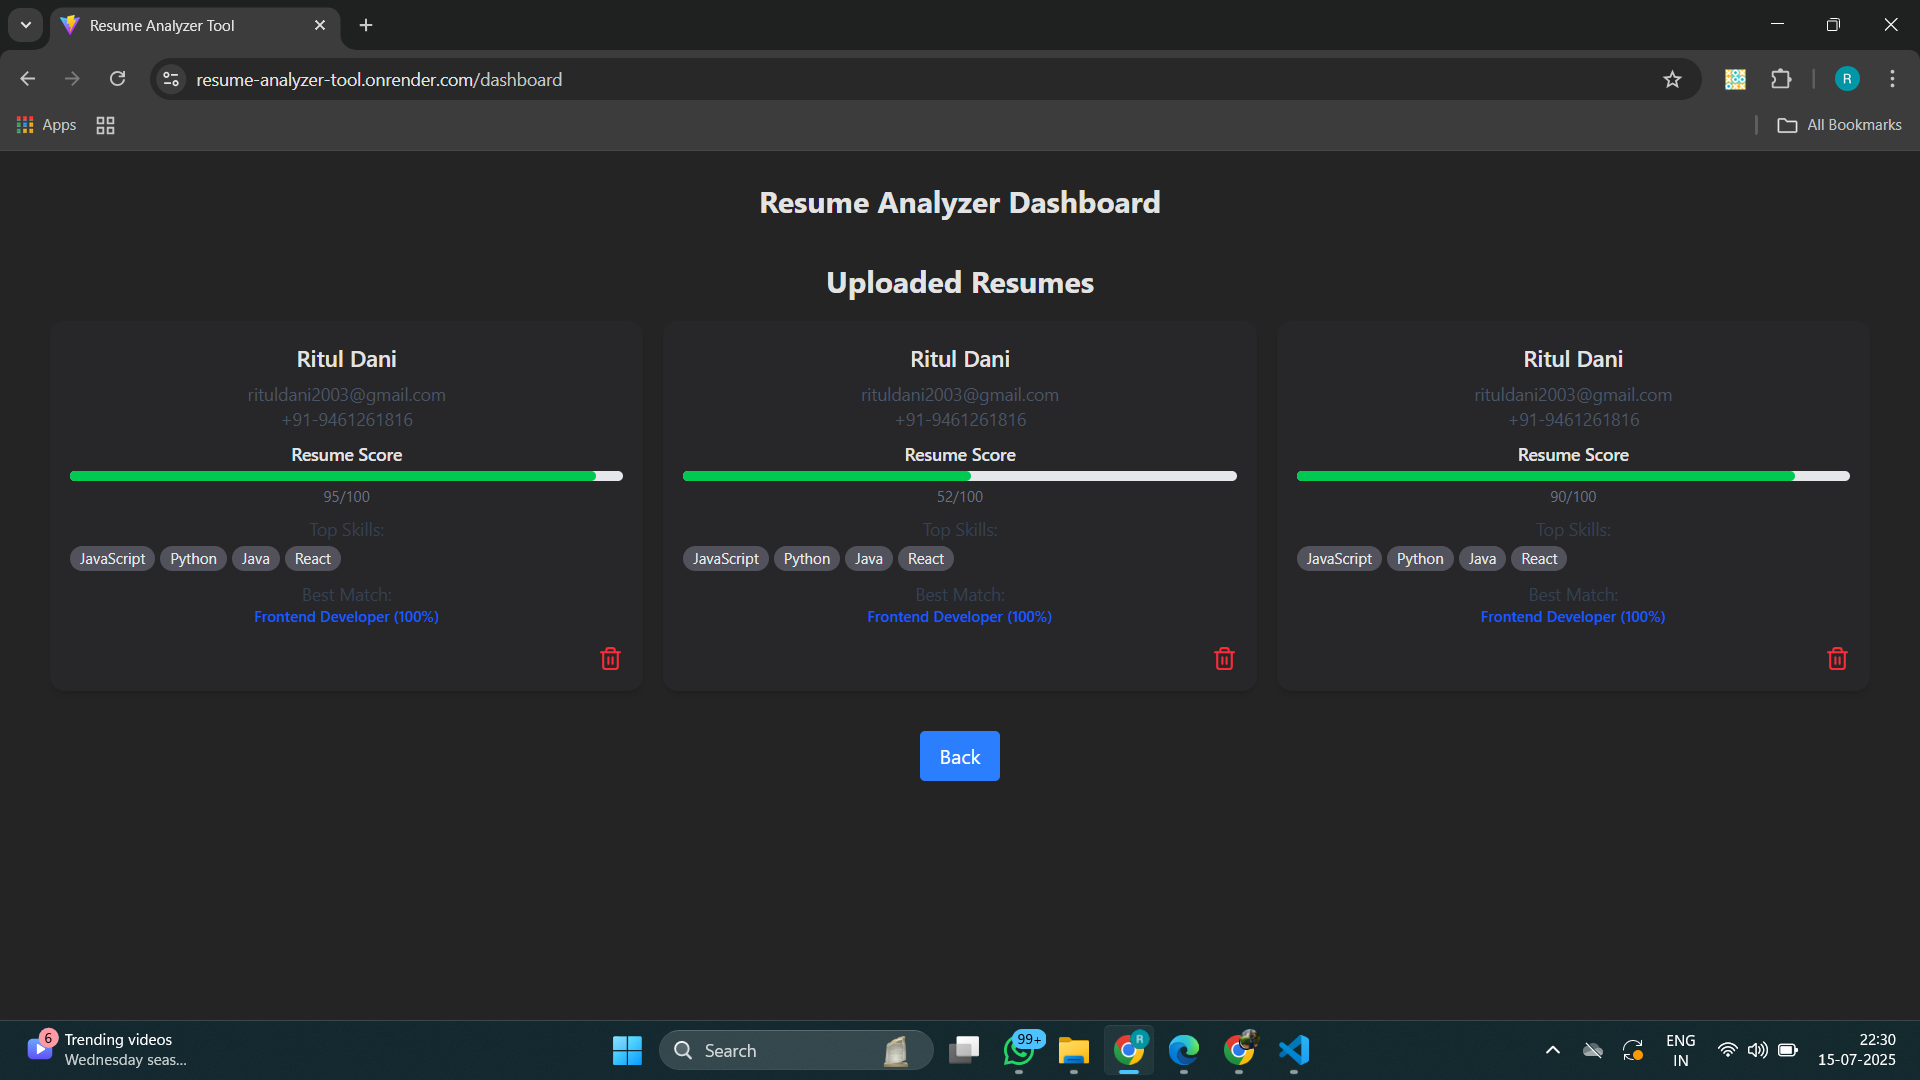 Resume Analyzer Tool
resume-analyzer-tool.onrender.com/dashboard
R
Apps
All Bookmarks
Resume Analyzer Dashboard
Uploaded Resumes
Ritul Dani
rituldani2003@gmail.com
+91-9461261816
Resume Score
95/100
Top Skills:
JavaScript Python Java React
Best Match:
Frontend Developer (100%)
Ritul Dani
rituldani2003@gmail.com
+91-9461261816
Resume Score
52/100
Top Skills:
JavaScript Python Java React
Best Match:
Frontend Developer (100%)
Ritul Dani
rituldani2003@gmail.com
+91-9461261816
Resume Score
90/100
Top Skills:
JavaScript Python Java React
Best Match:
Frontend Developer (100%)
Back
6
Trending videos
Wednesday seas...
Search
99+
R
ENG
IN
22:30
15-07-2025